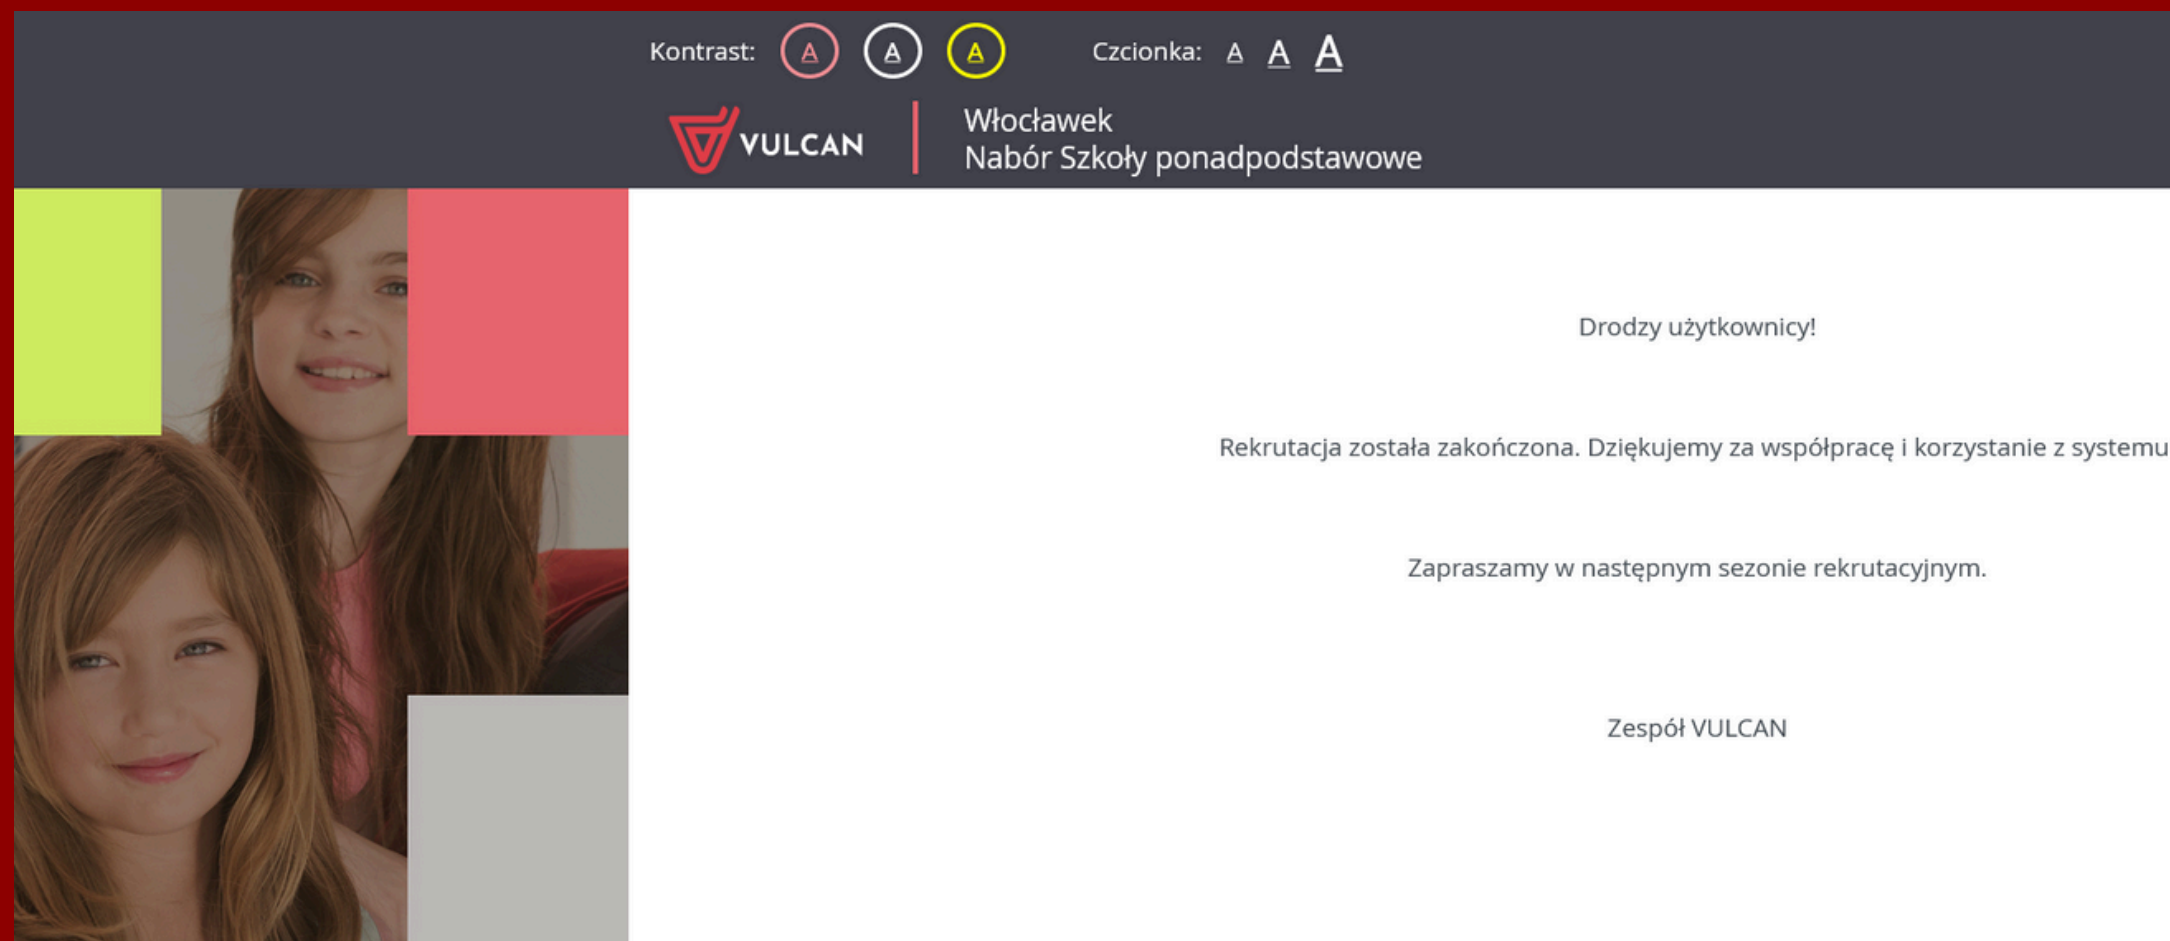 Kontrast: A A A Czcionka: A A A
VULCAN
Włocławek
Nabór Szkoły ponadpodstawowe
Drodzy użytkownicy!
Rekrutacja została zakończona. Dziękujemy za współpracę i korzystanie z systemu
Zapraszamy w następnym sezonie rekrutacyjnym.
Zespół VULCAN